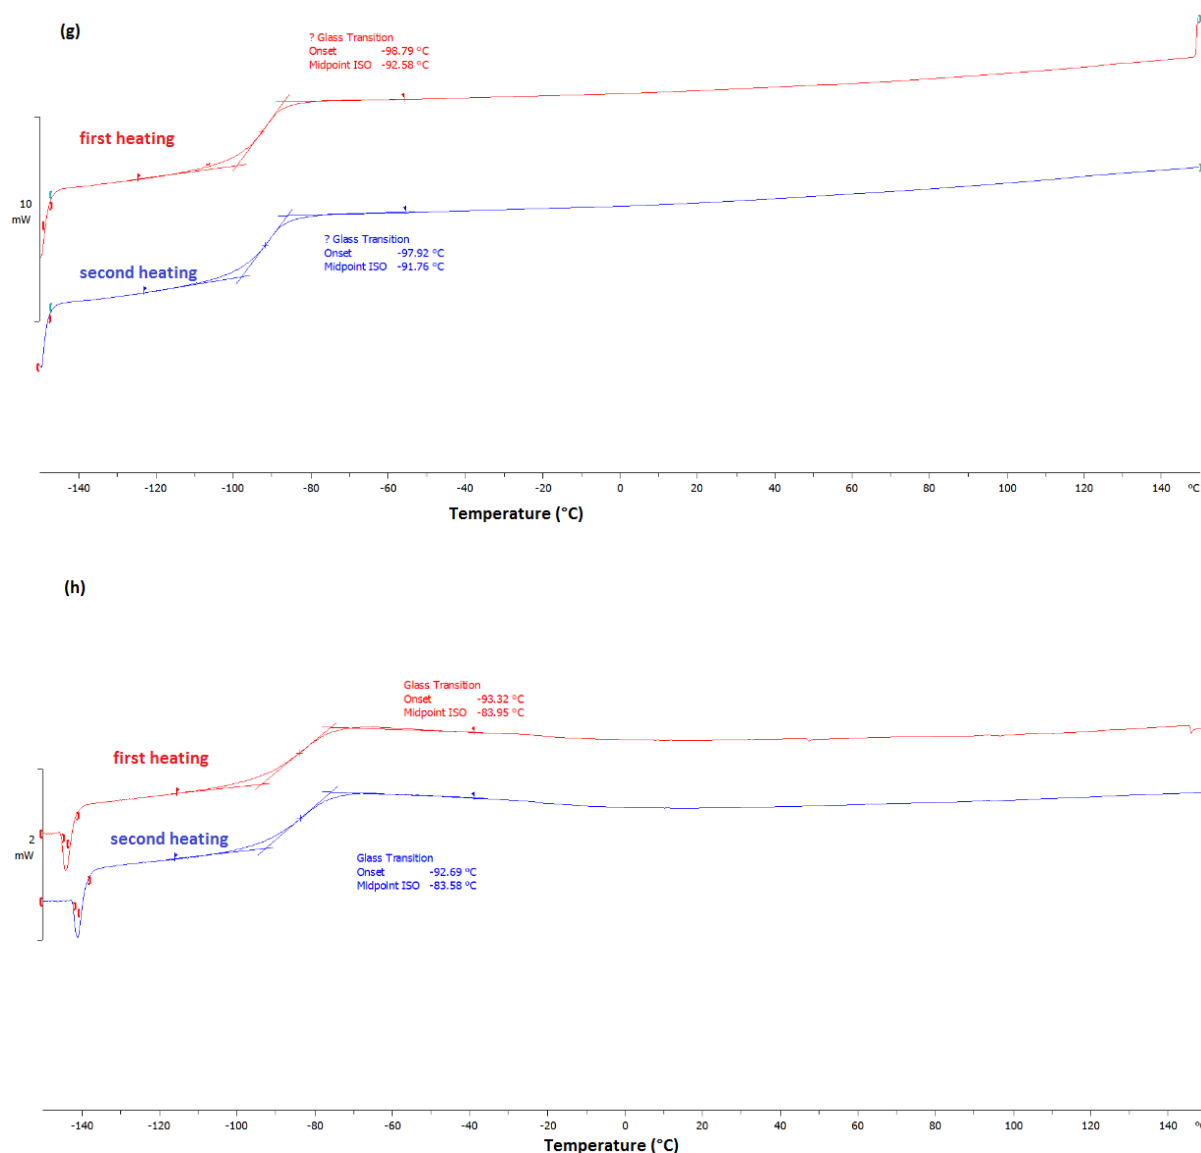 (g)
? Glass Transition
Onset -98.79 °C
Midpoint ISO -92.58 °C
first heating
10
mW
? Glass Transition
Onset -97.92 °C
Midpoint ISO -91.76 °C
second heating
-140 -120 -100 -80 -60 -40 -20 0 20 40 60 80 100 120 140 °C
Temperature (°C)
(h)
Glass Transition
Onset -93.32 °C
Midpoint ISO -83.95 °C
first heating
2
mW
second heating
Glass Transition
Onset -92.69 °C
Midpoint ISO -83.58 °C
-140 -120 -100 -80 -60 -40 -20 0 20 40 60 80 100 120 140
Temperature (°C)